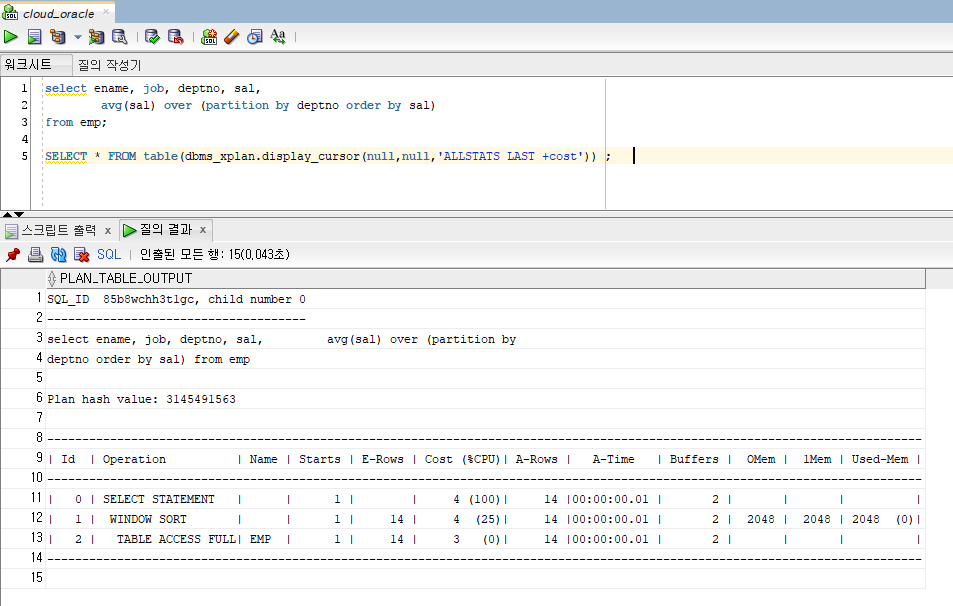 cloud_oracle ×
SQL
워크시트 질의 작성기
1 select ename, job, deptno, sal,
2 avg(sal) over (partition by deptno order by sal)
3 from emp;
4
5 SELECT * FROM table(dbms_xplan.display_cursor(null,null,'ALLSTATS LAST +cost')) ;
스크립트 출력 x 질의 결과 x
SQL | 인출된 모든 행: 15(0,043초)
PLAN_TABLE_OUTPUT
1 SQL_ID 85b8wchh3t1gc, child number 0
2 -------------------------------------
3 select ename, job, deptno, sal, avg(sal) over (partition by
4 deptno order by sal) from emp
5
6 Plan hash value: 3145491563
7
8 -----------------------------------------------------------------------------------------------------------------------------
9 | Id | Operation | Name | Starts | E-Rows | Cost (%CPU)| A-Rows | A-Time | Buffers | OMem | 1Mem | Used-Mem |
10 -----------------------------------------------------------------------------------------------------------------------------
11 | 0 | SELECT STATEMENT | | 1 | | 4 (100)| 14 |00:00:00.01 | 2 | | | |
12 | 1 | WINDOW SORT | | 1 | 14 | 4 (25)| 14 |00:00:00.01 | 2 | 2048 | 2048 | 2048 (0)|
13 | 2 | TABLE ACCESS FULL| EMP | 1 | 14 | 3 (0)| 14 |00:00:00.01 | 2 | | | |
14 -----------------------------------------------------------------------------------------------------------------------------
15